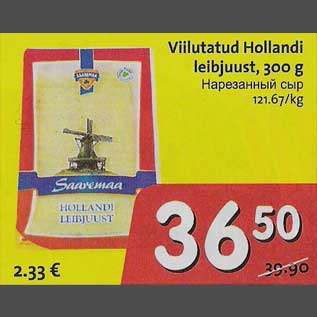 Viilutatud Hollandi
leibjuust, 300 g
Нарезанный сыр
121.67/kg
SAAREMAA
Saaremaa
HOLLANDI
LEIBJUUST
36 50
39.90
2.33 €